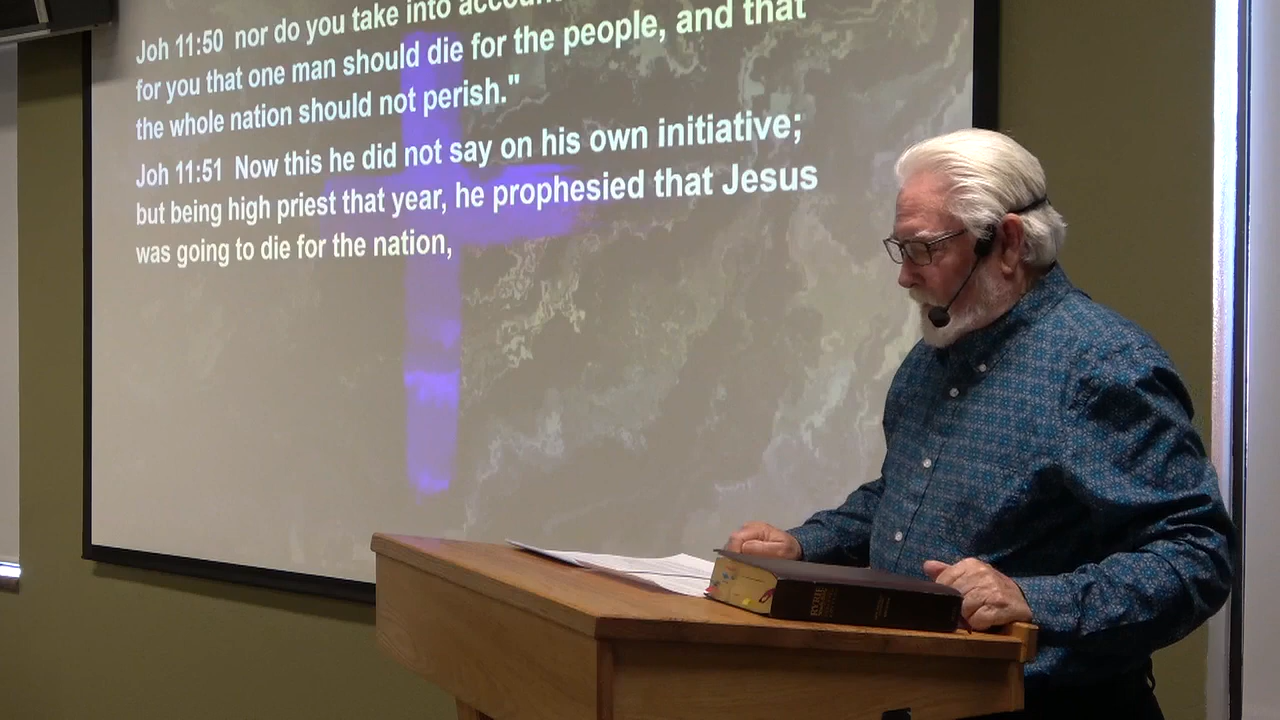 Joh 11:50 nor do you take into account
for you that one man should die for the people, and that
the whole nation should not perish."
Joh 11:51 Now this he did not say on his own initiative;
but being high priest that year, he prophesied that Jesus
was going to die for the nation,
RYRIE